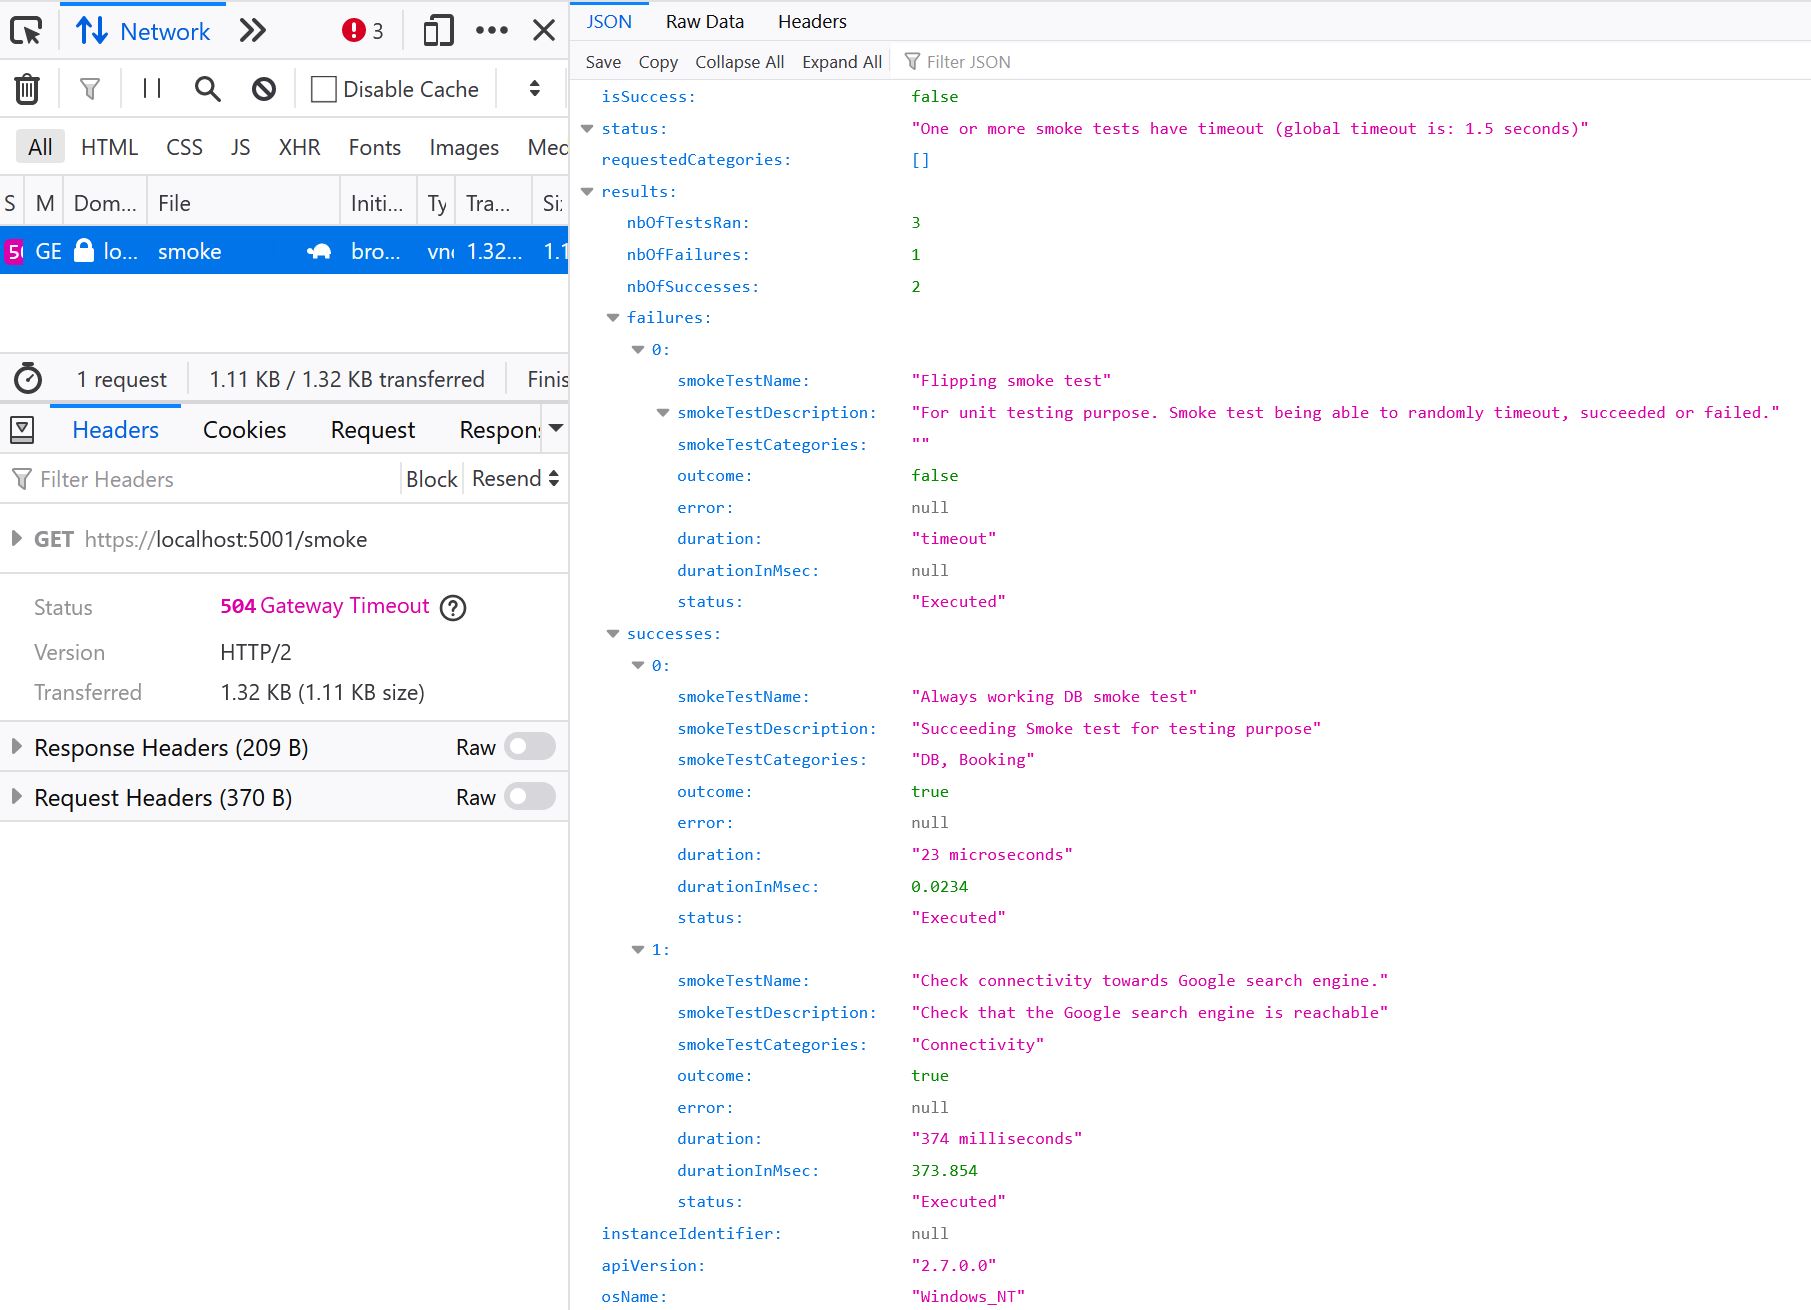 Network
3
Disable Cache
All HTML CSS JS XHR Fonts Images Med
S M Dom... File Initi... Ty Tra... Si
50 GE lo... smoke bro... vn 1.32... 1.1
1 request 1.11 KB / 1.32 KB transferred Finis
Headers Cookies Request Respon
Filter Headers Block Resend
GET https://localhost:5001/smoke
Status 504 Gateway Timeout
Version HTTP/2
Transferred 1.32 KB (1.11 KB size)
Response Headers (209 B) Raw
Request Headers (370 B) Raw
JSON Raw Data Headers
Save Copy Collapse All Expand All Filter JSON
isSuccess: false
status: "One or more smoke tests have timeout (global timeout is: 1.5 seconds)"
requestedCategories: []
results:
nbOfTestsRan: 3
nbOfFailures: 1
nbOfSuccesses: 2
failures:
0:
smokeTestName: "Flipping smoke test"
smokeTestDescription: "For unit testing purpose. Smoke test being able to randomly timeout, succeeded or failed."
smokeTestCategories: ""
outcome: false
error: null
duration: "timeout"
durationInMsec: null
status: "Executed"
successes:
0:
smokeTestName: "Always working DB smoke test"
smokeTestDescription: "Succeeding Smoke test for testing purpose"
smokeTestCategories: "DB, Booking"
outcome: true
error: null
duration: "23 microseconds"
durationInMsec: 0.0234
status: "Executed"
1:
smokeTestName: "Check connectivity towards Google search engine."
smokeTestDescription: "Check that the Google search engine is reachable"
smokeTestCategories: "Connectivity"
outcome: true
error: null
duration: "374 milliseconds"
durationInMsec: 373.854
status: "Executed"
instanceIdentifier: null
apiVersion: "2.7.0.0"
osName: "Windows_NT"